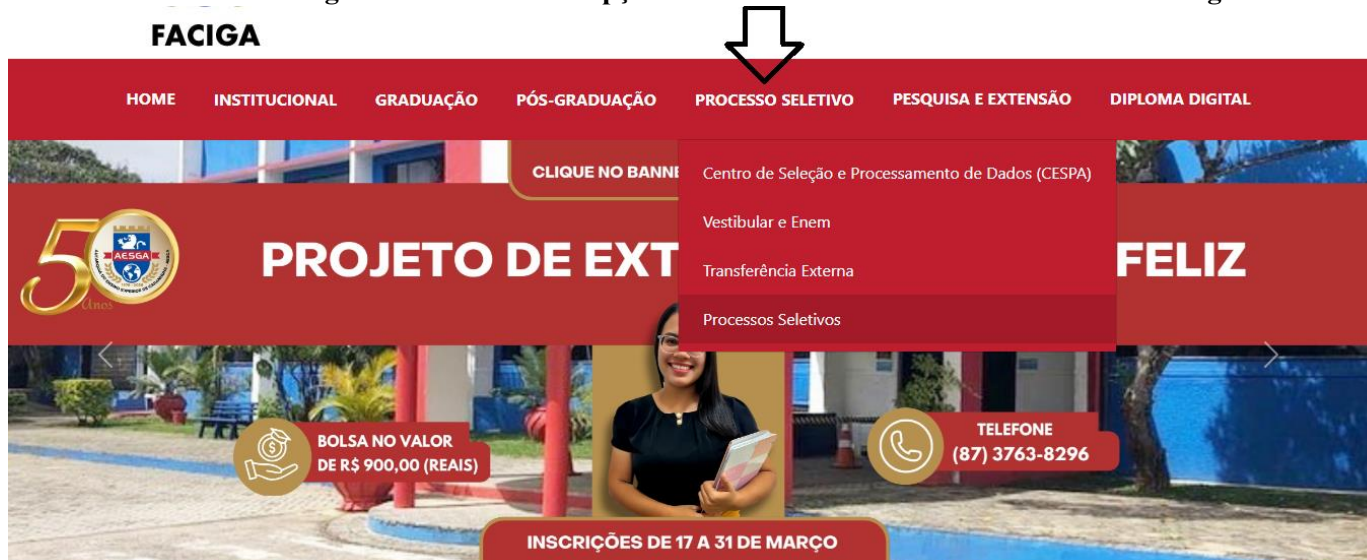 FACIGA
HOME INSTITUCIONAL GRADUAÇÃO PÓS-GRADUAÇÃO PROCESSO SELETIVO PESQUISA E EXTENSÃO DIPLOMA DIGITAL
CLIQUE NO BANNE
Centro de Seleção e Processamento de Dados (CESPA)
Vestibular e Enem
Transferência Externa
Processos Seletivos
50
AESGA
Anos
PROJETO DE EXT FELIZ
BOLSA NO VALOR
DE R$ 900,00 (REAIS)
TELEFONE
(87) 3763-8296
INSCRIÇÕES DE 17 A 31 DE MARÇO